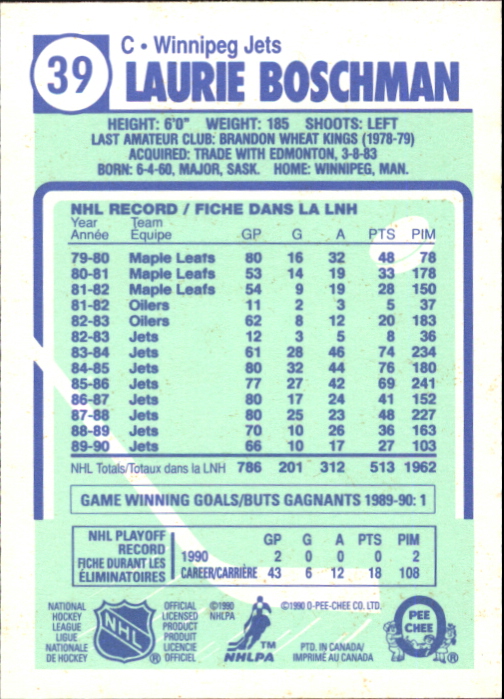 39
C • Winnipeg Jets
LAURIE BOSCHMAN
HEIGHT: 6'0" WEIGHT: 185 SHOOTS: LEFT
LAST AMATEUR CLUB: BRANDON WHEAT KINGS (1978-79)
ACQUIRED: TRADE WITH EDMONTON, 3-8-83
BORN: 6-4-60, MAJOR, SASK. HOME: WINNIPEG, MAN.
NHL RECORD / FICHE DANS LA LNH
Year Team
Année Équipe GP G A PTS PIM
79-80 Maple Leafs 80 16 32 48 78
80-81 Maple Leafs 53 14 19 33 178
81-82 Maple Leafs 54 9 19 28 150
81-82 Oilers 11 2 3 5 37
82-83 Oilers 62 8 12 20 183
82-83 Jets 12 3 5 8 36
83-84 Jets 61 28 46 74 234
84-85 Jets 80 32 44 76 180
85-86 Jets 77 27 42 69 241
86-87 Jets 80 17 24 41 152
87-88 Jets 80 25 23 48 227
88-89 Jets 70 10 26 36 163
89-90 Jets 66 10 17 27 103
NHL Totals/Totaux dans la LNH 786 201 312 513 1962
GAME WINNING GOALS/BUTS GAGNANTS 1989-90: 1
NHL PLAYOFF
RECORD
FICHE DURANT LES
ÉLIMINATOIRES
GP G A PTS PIM
1990 2 0 0 0 2
CAREER/CARRIÈRE 43 6 12 18 108
NATIONAL
HOCKEY
LEAGUE
LIGUE
NATIONALE
DE HOCKEY
NHL
®
OFFICIAL
LICENSED
PRODUCT
PRODUIT
LICENCIÉ
OFFICIEL
©1990
NHLPA
TM
NHLPA
©1990 O-PEE-CHEE CO. LTD.
PTD. IN CANADA/
IMPRIMÉ AU CANADA
PEE
CHEE
®